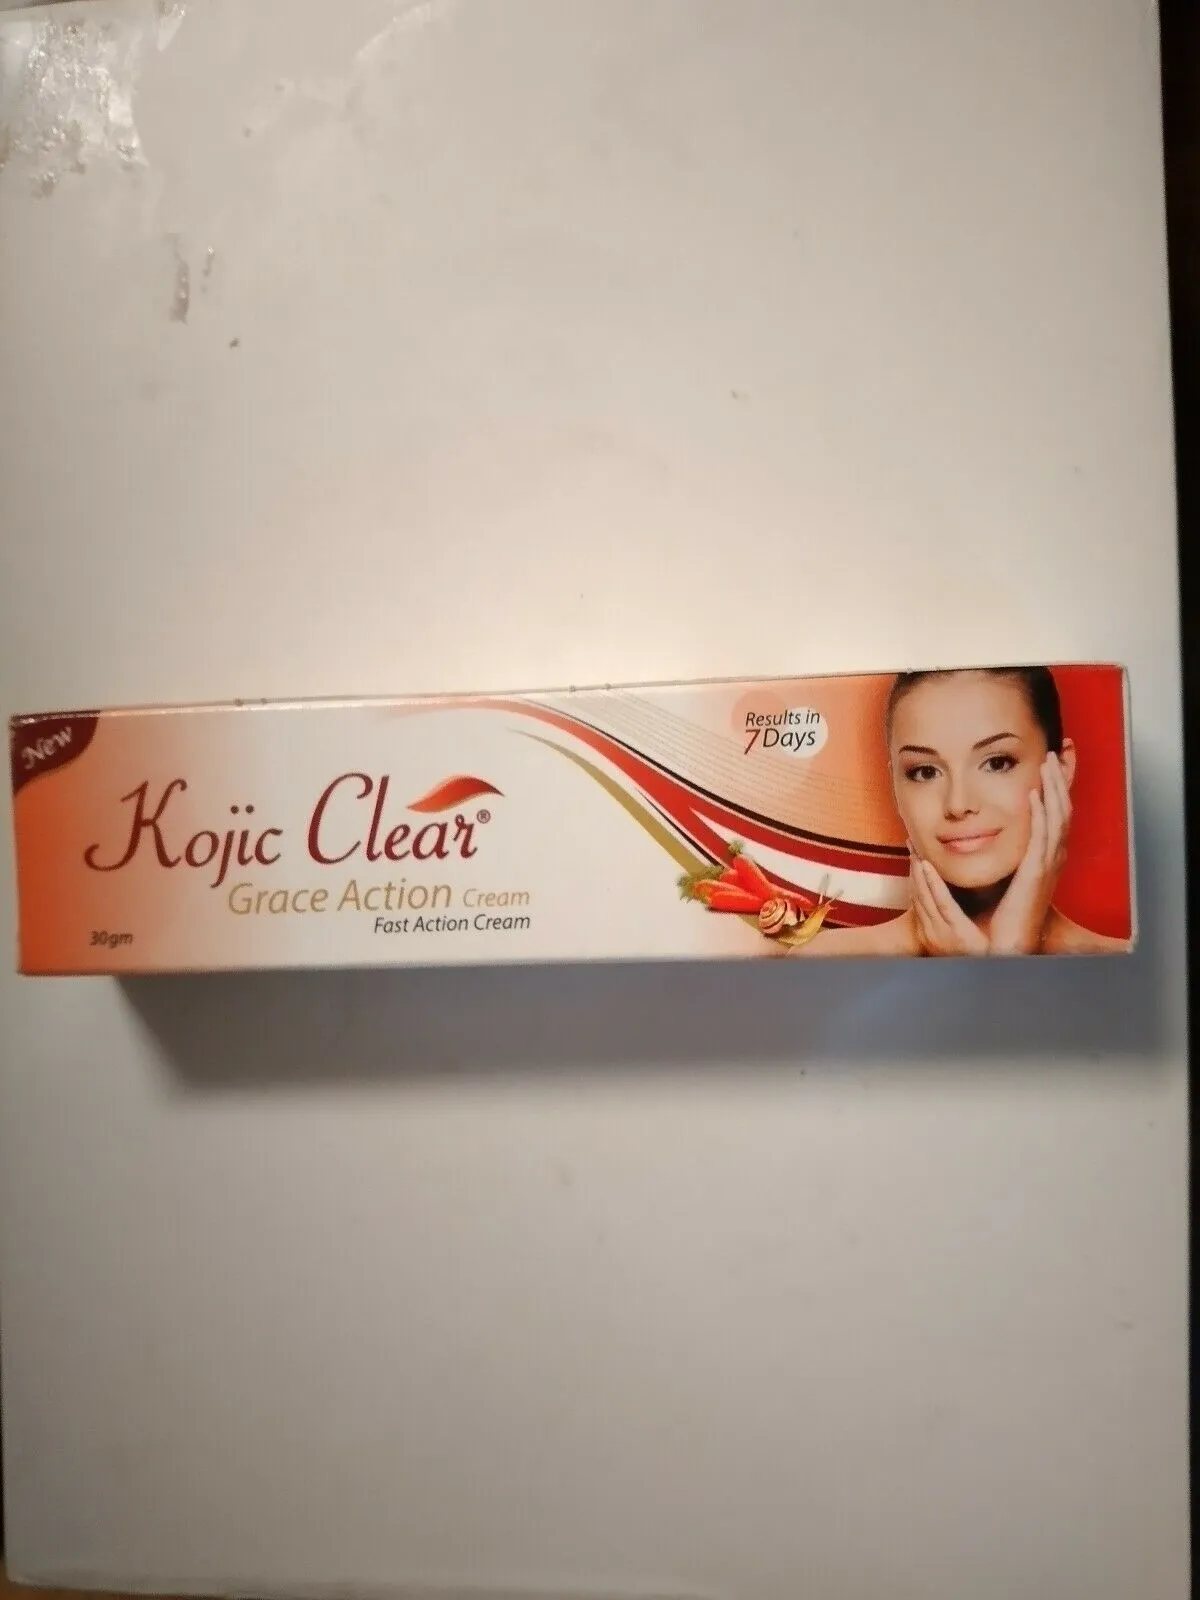 New
Kojic Clear®
Grace Action Cream
Fast Action Cream
30gm
Results in
7 Days